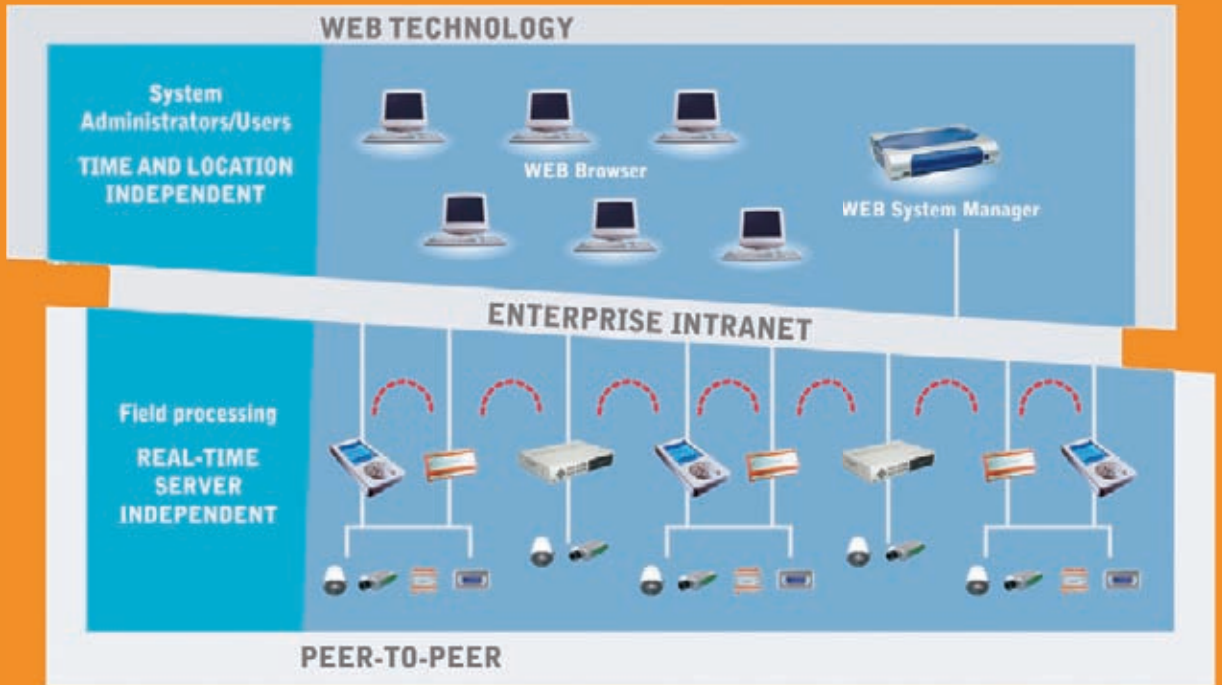 WEB TECHNOLOGY
System
Administrators/Users
TIME AND LOCATION
INDEPENDENT
WEB Browser
WEB System Manager
ENTERPRISE INTRANET
Field processing
REAL-TIME
SERVER
INDEPENDENT
PEER-TO-PEER